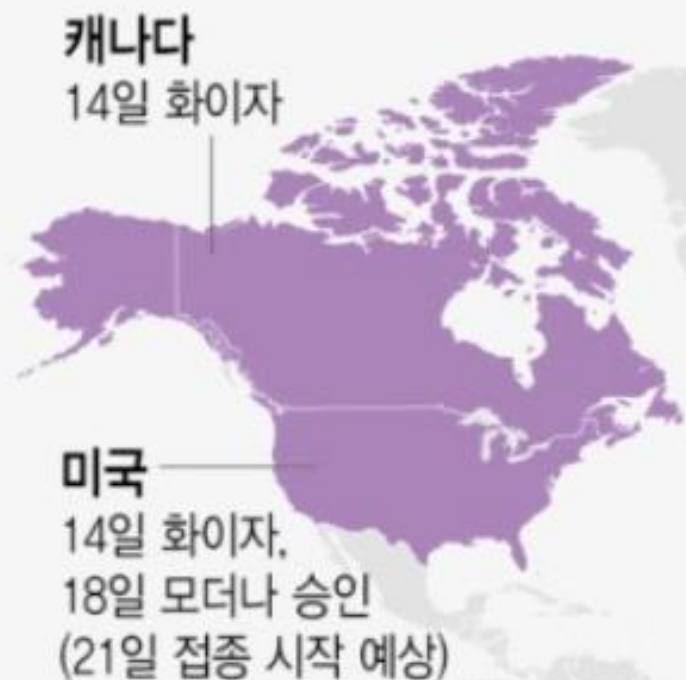 캐나다
14일 화이자
미국
14일 화이자,
18일 모더나 승인
(21일 접종 시작 예상)